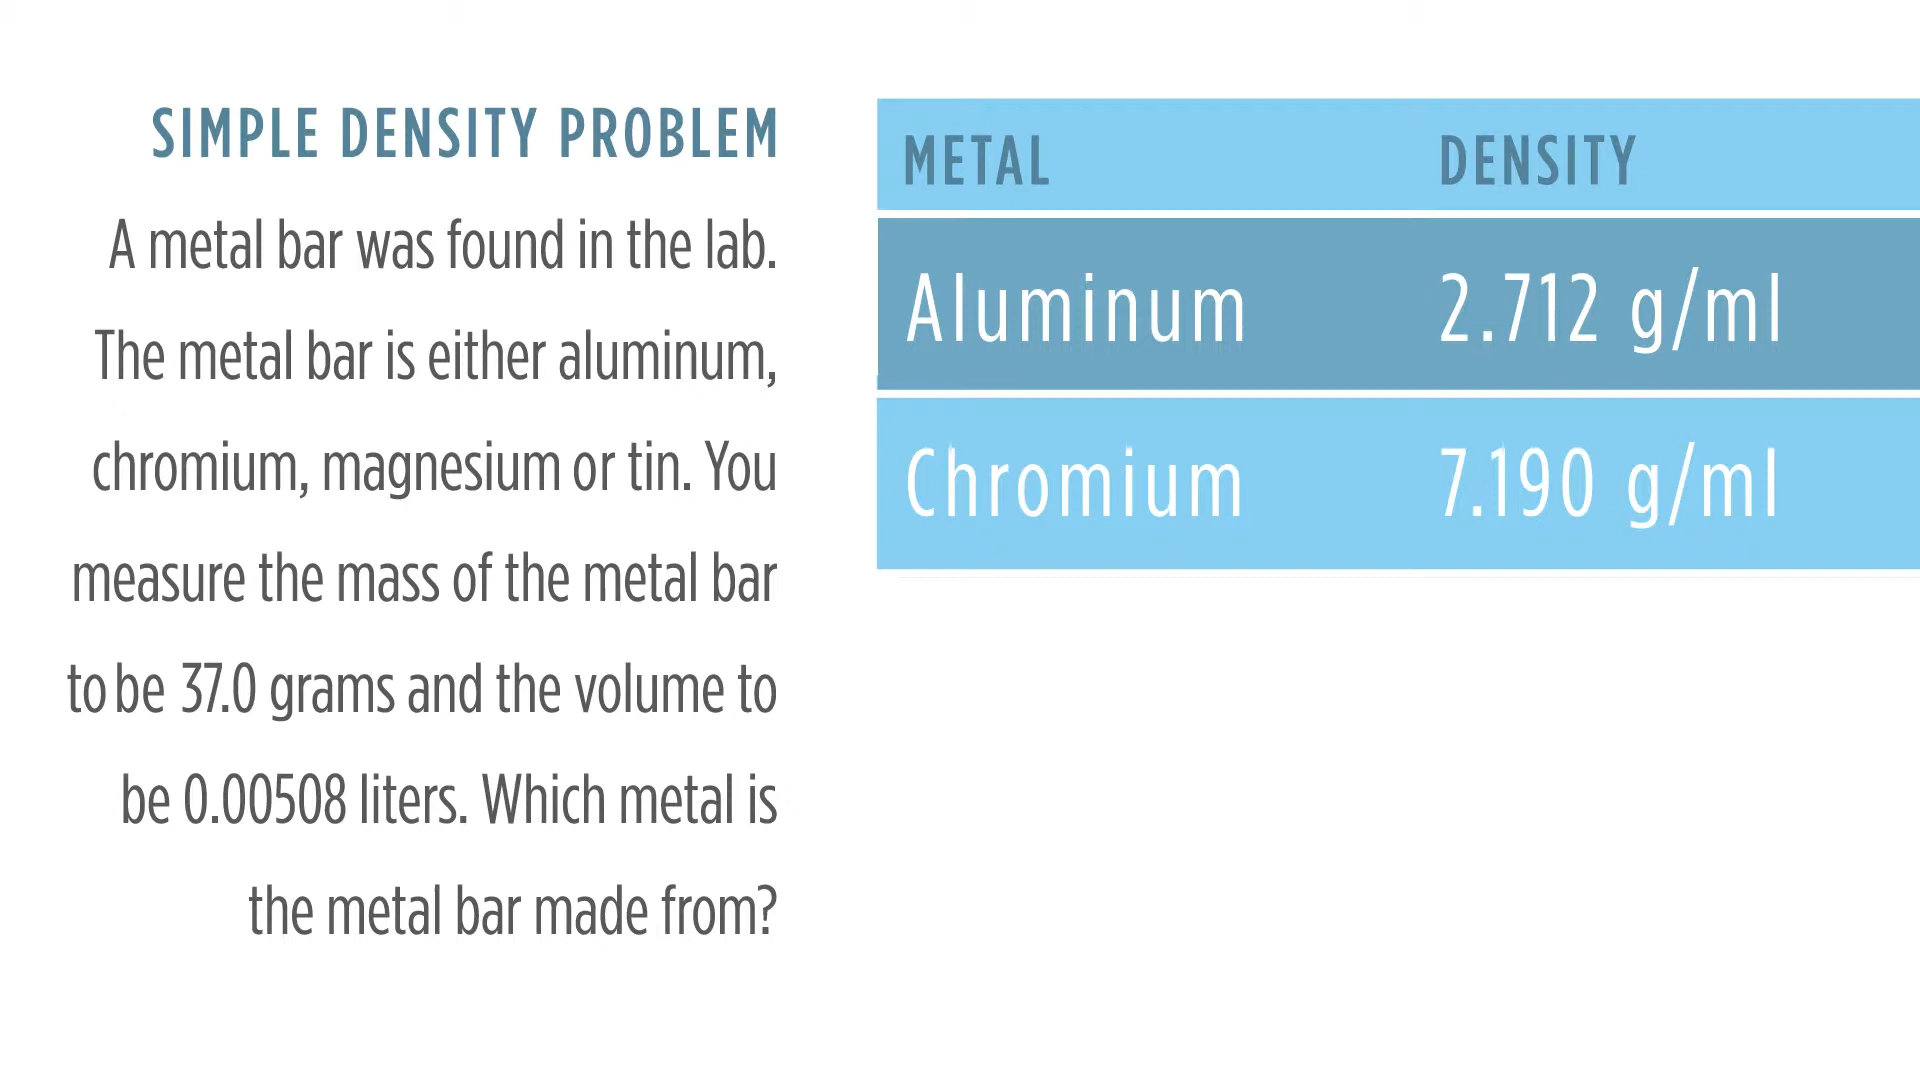 SIMPLE DENSITY PROBLEM
A metal bar was found in the lab.
The metal bar is either aluminum,
chromium, magnesium or tin. You
measure the mass of the metal bar
to be 37.0 grams and the volume to
be 0.00508 liters. Which metal is
the metal bar made from?
METAL DENSITY
Aluminum 2.712 g/ml
Chromium 7.190 g/ml